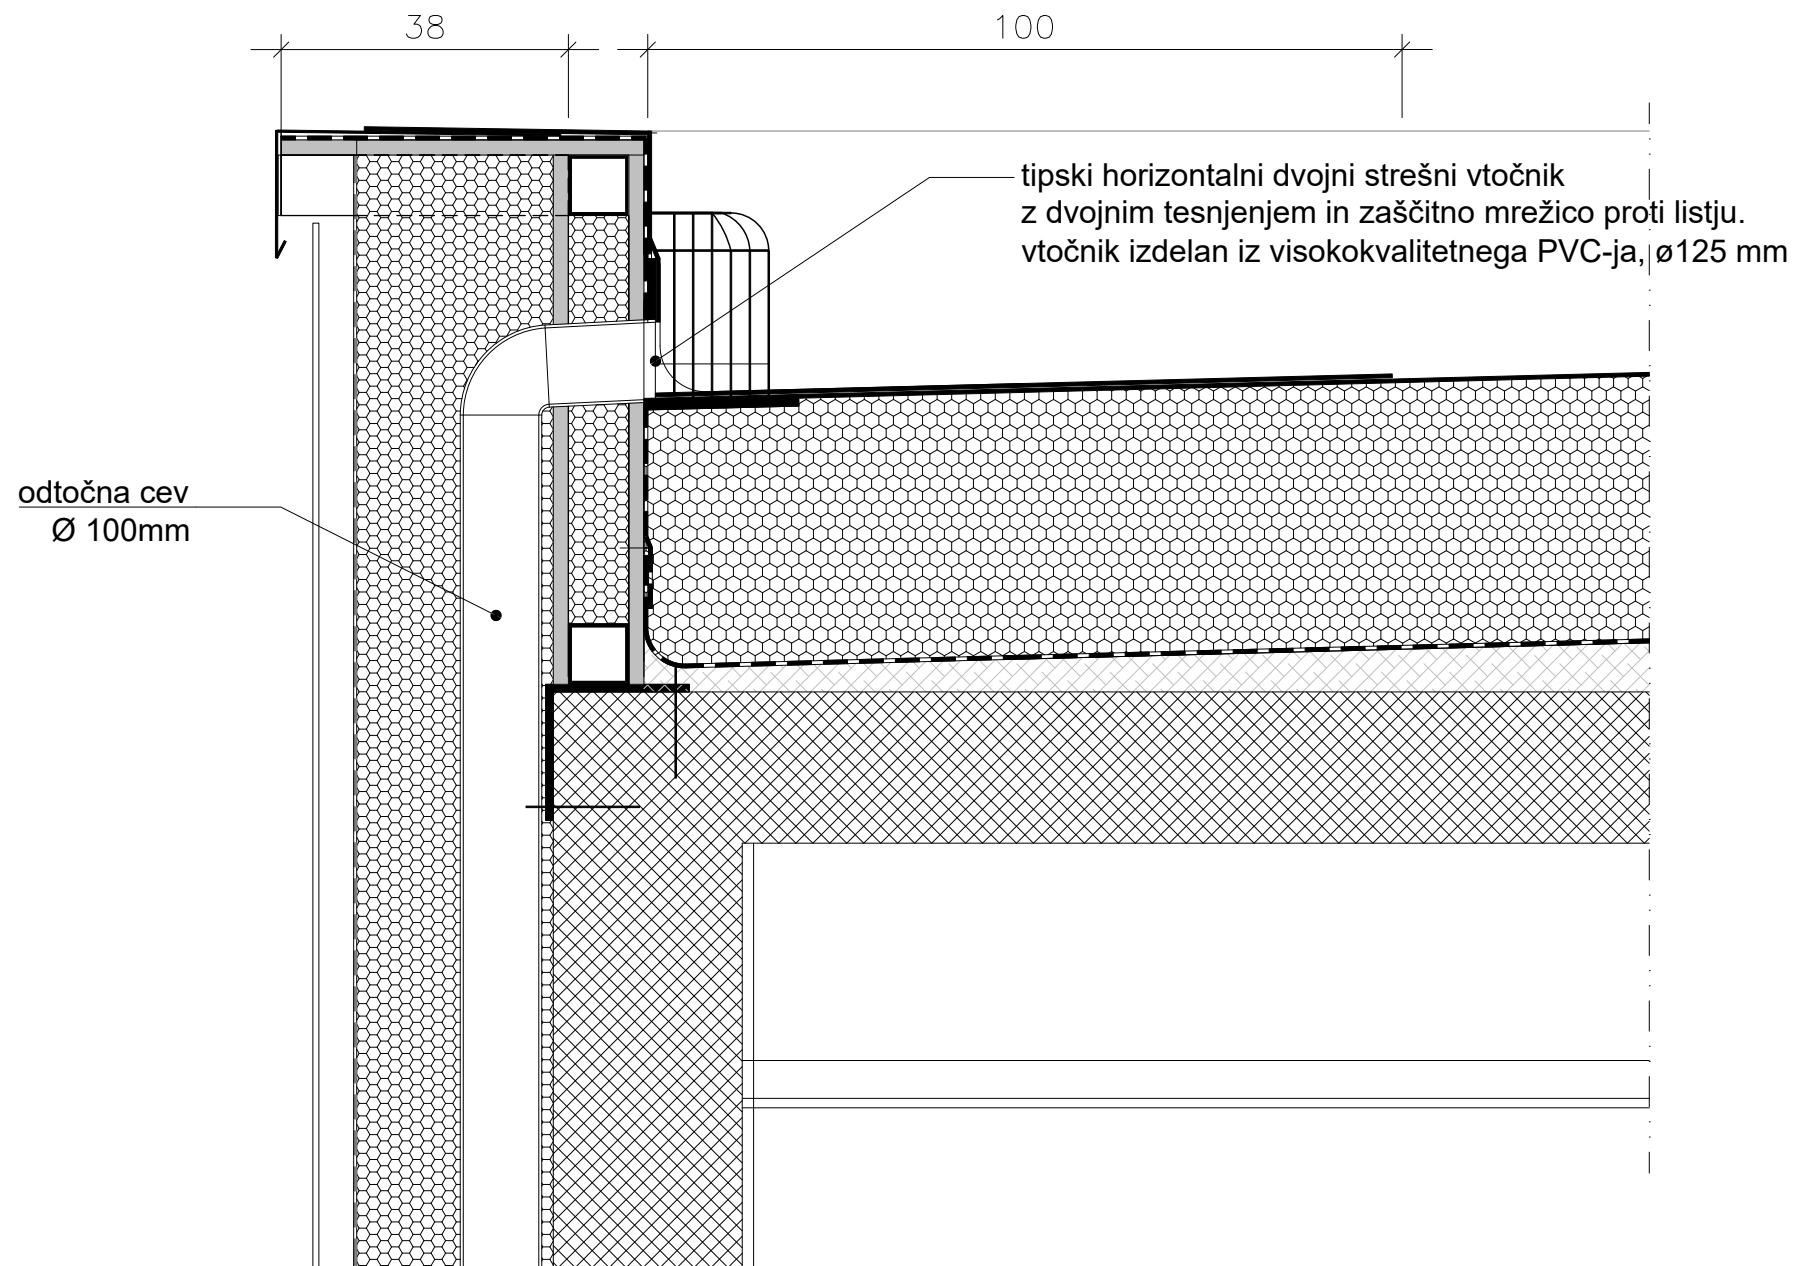 38
100
tipski horizontalni dvojni strešni vtočnik
z dvojnim tesnjenjem in zaščitno mrežico proti listju.
vtočnik izdelan iz visokokvalitetnega PVC-ja, ø125 mm
odtočna cev
Ø 100mm